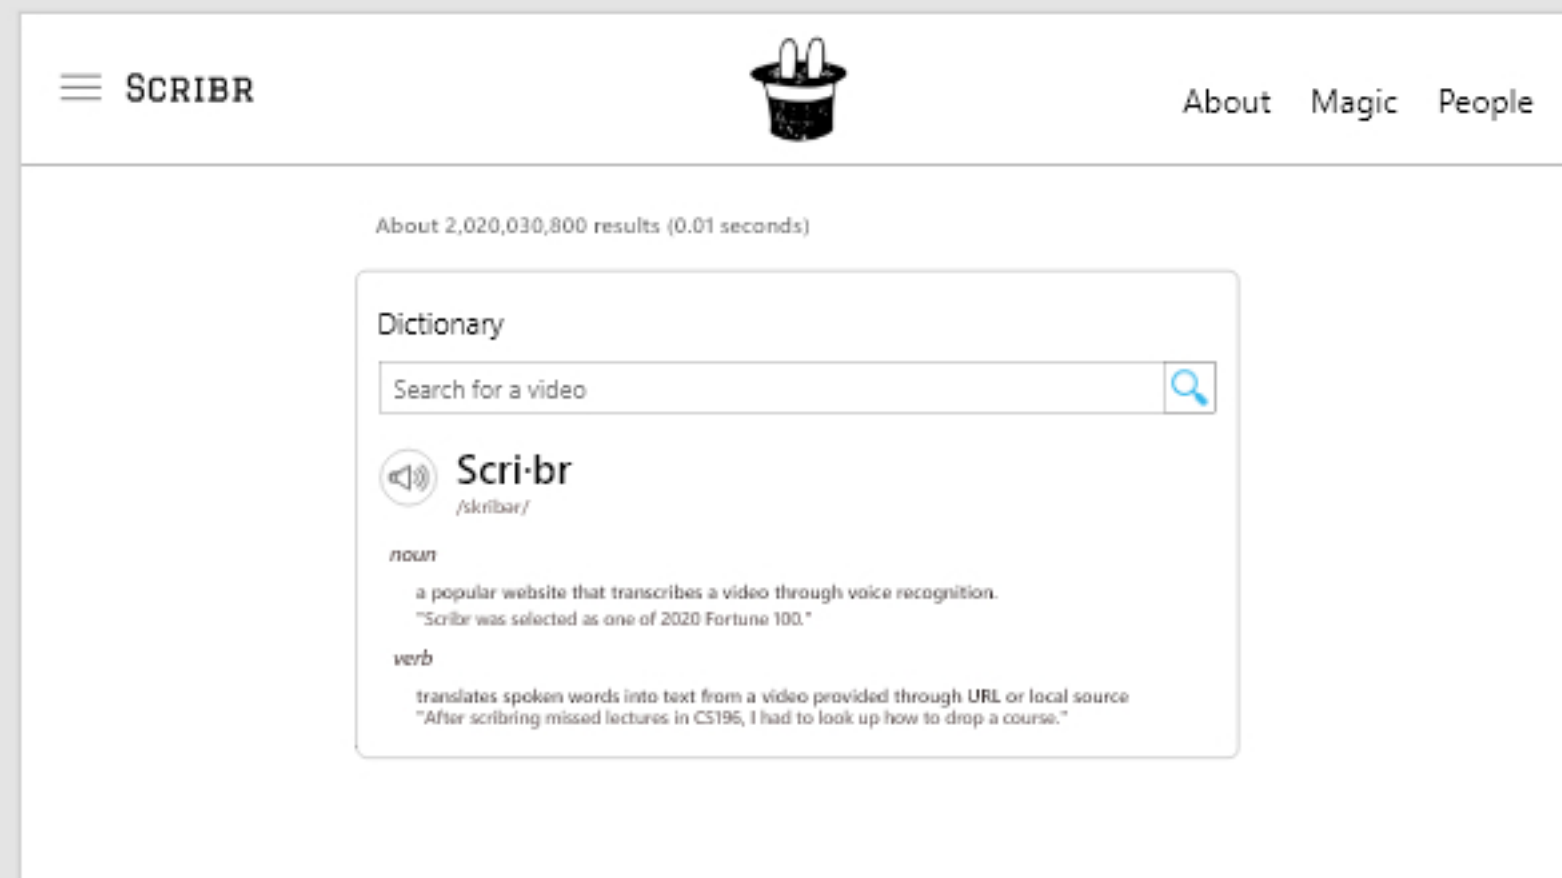 SCRIBR
About Magic People
About 2,020,030,800 results (0.01 seconds)
Dictionary
Search for a video
Scri·br
/skrībər/
noun
a popular website that transcribes a video through voice recognition.
"Scribr was selected as one of 2020 Fortune 100."
verb
translates spoken words into text from a video provided through URL or local source
"After scribring missed lectures in CS196, I had to look up how to drop a course."